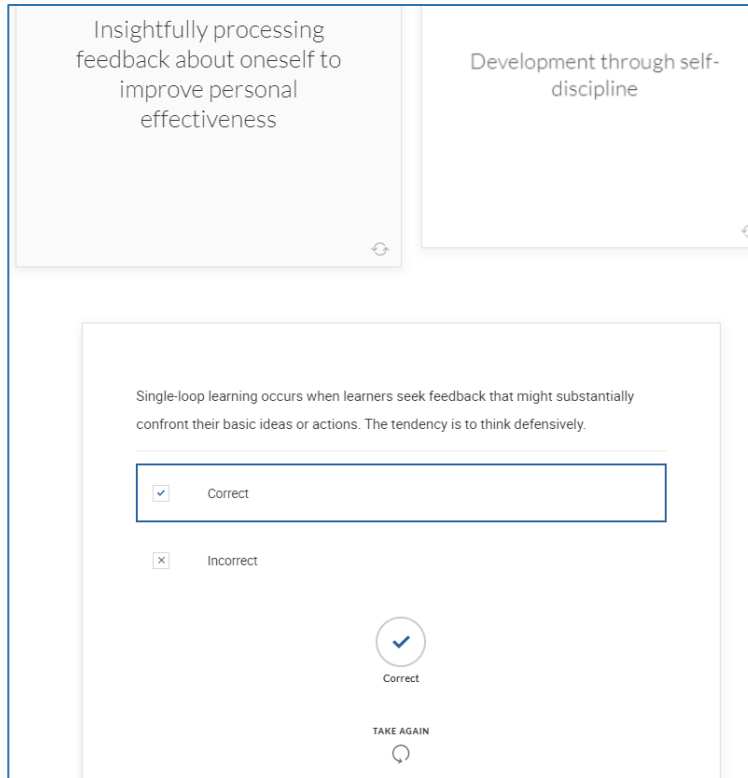 Insightfully processing
feedback about oneself to
improve personal
effectiveness
Development through self-
discipline
Single-loop learning occurs when learners seek feedback that might substantially
confront their basic ideas or actions. The tendency is to think defensively.
Correct
Incorrect
Correct
TAKE AGAIN